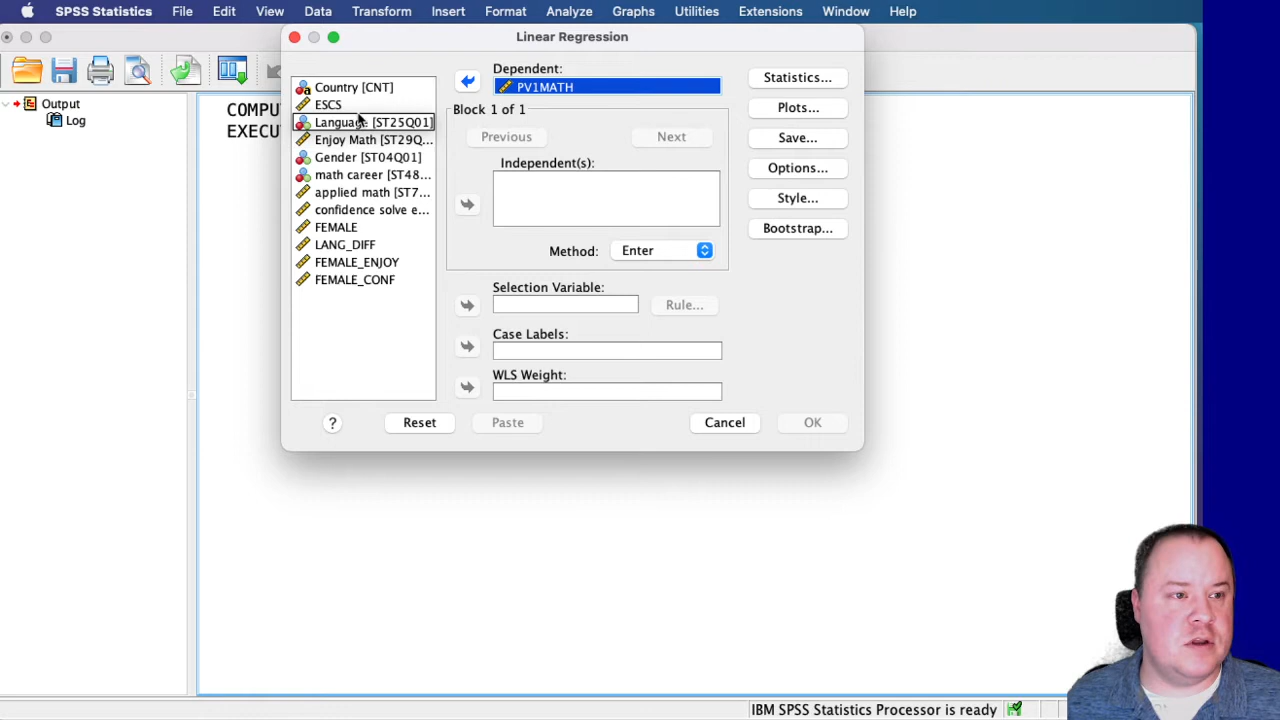 SPSS Statistics File Edit View Data Transform Insert Format Analyze Graphs Utilities Extensions Window Help
Linear Regression
Output
Log
COMPU
EXECU
Country [CNT]
ESCS
Language [ST25Q01]
Enjoy Math [ST29Q...
Gender [ST04Q01]
math career [ST48...
applied math [ST7...
confidence solve e...
FEMALE
LANG_DIFF
FEMALE_ENJOY
FEMALE_CONF
Dependent:
PV1MATH
Block 1 of 1
Previous Next
Independent(s):
Method: Enter
Selection Variable:
Rule...
Case Labels:
WLS Weight:
Statistics...
Plots...
Save...
Options...
Style...
Bootstrap...
? Reset Paste Cancel OK
IBM SPSS Statistics Processor is ready